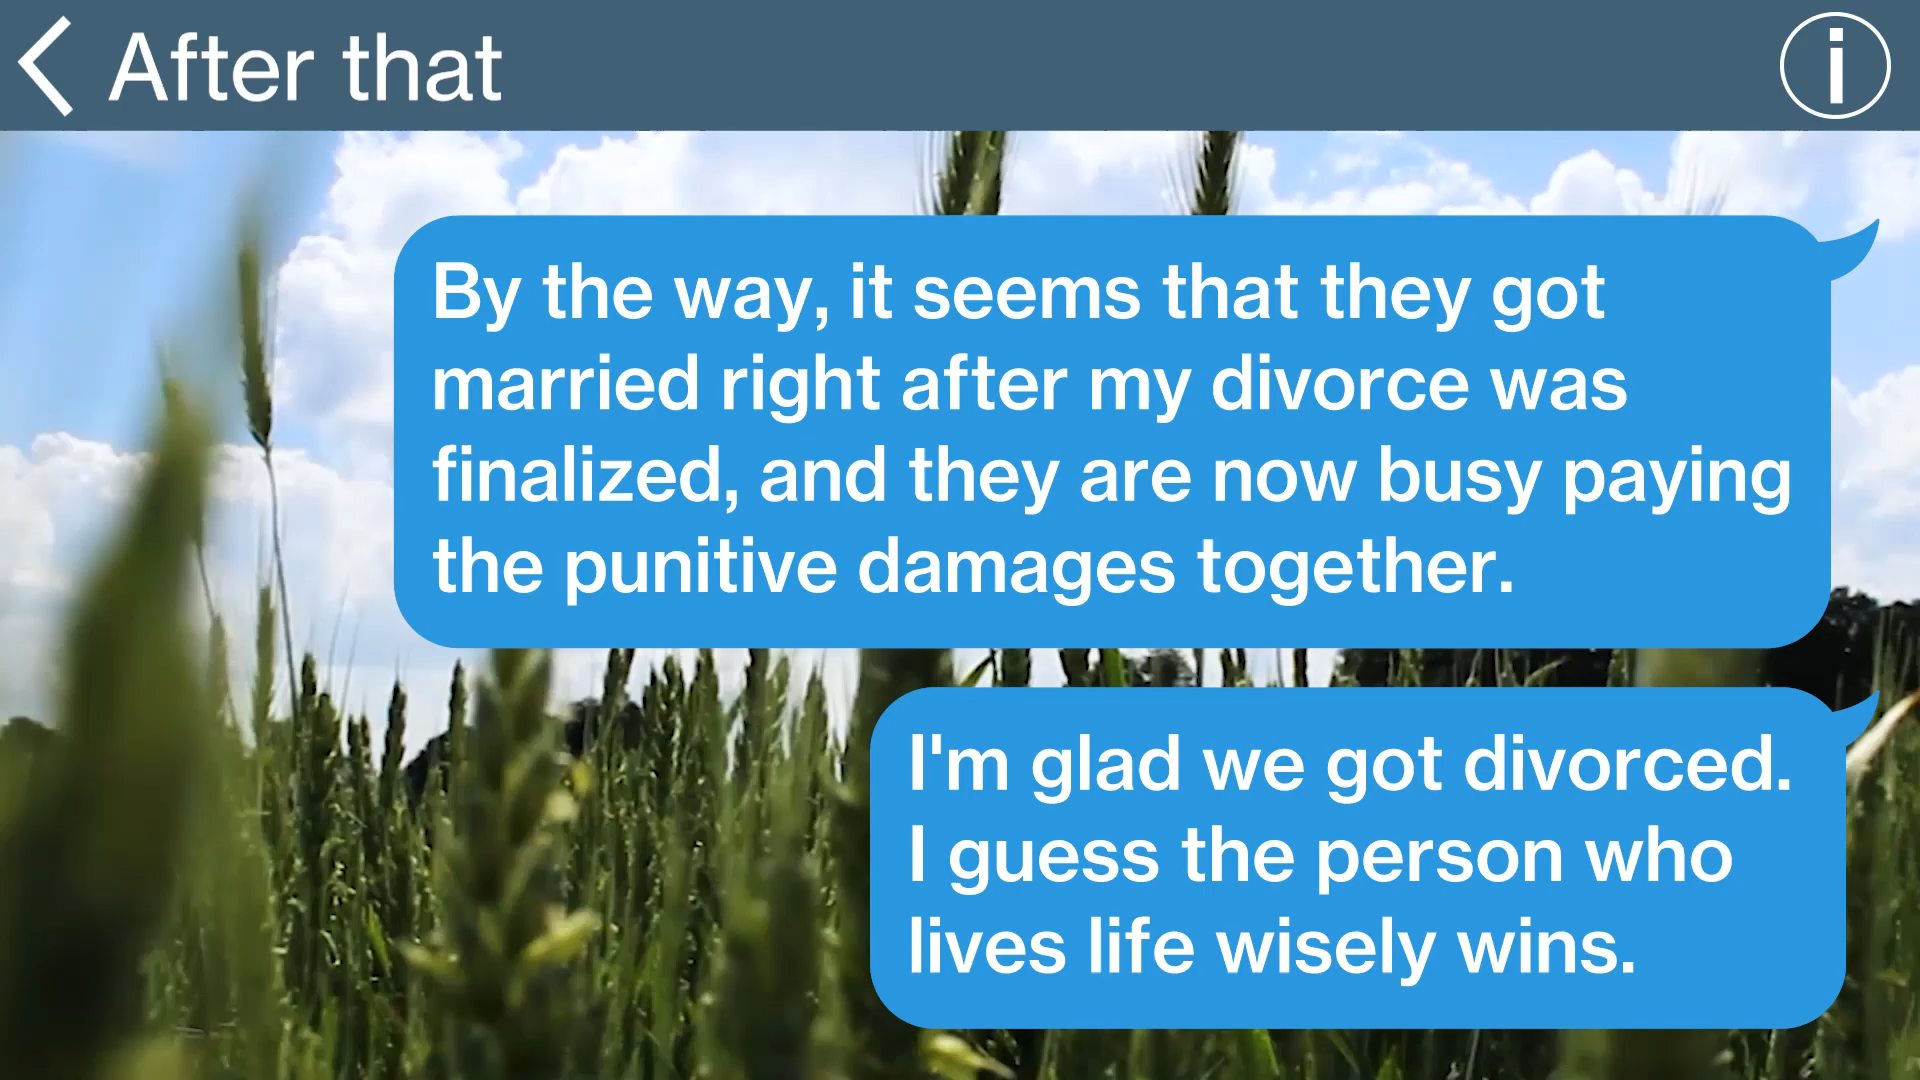 After that
By the way, it seems that they got
married right after my divorce was
finalized, and they are now busy paying
the punitive damages together.
I'm glad we got divorced.
I guess the person who
lives life wisely wins.